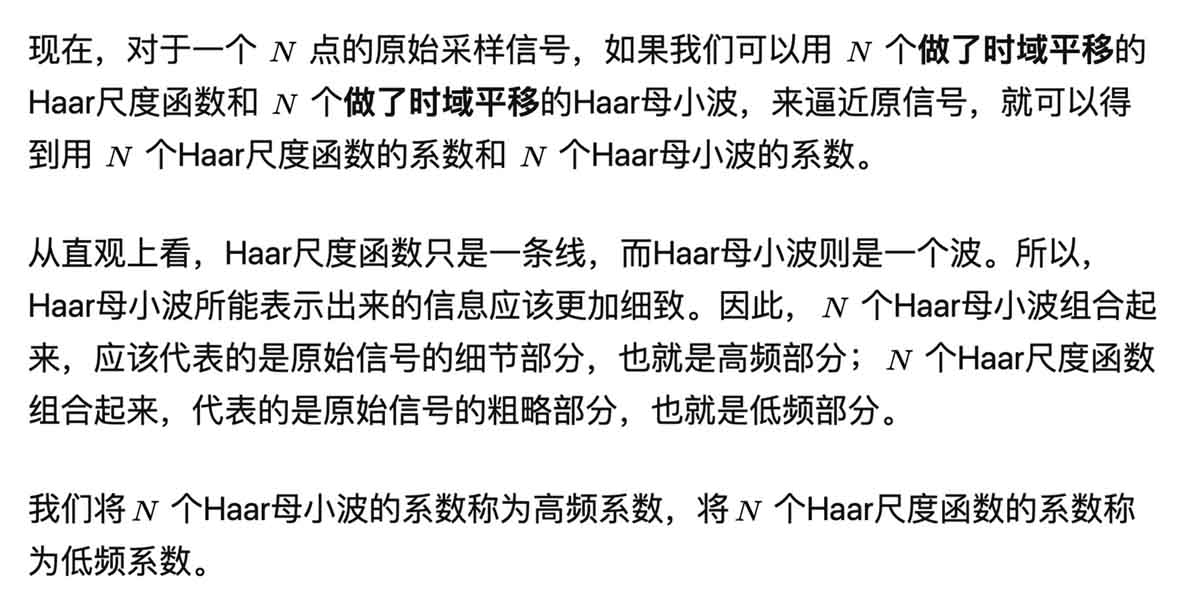 现在，对于一个 N 点的原始采样信号，如果我们可以用 N 个做了时域平移的
Haar尺度函数和 N 个做了时域平移的Haar母小波，来逼近原信号，就可以得
到用 N 个Haar尺度函数的系数和 N 个Haar母小波的系数。
从直观上看，Haar尺度函数只是一条线，而Haar母小波则是一个波。所以，
Haar母小波所能表示出来的信息应该更加细致。因此， N 个Haar母小波组合起
来，应该代表的是原始信号的细节部分，也就是高频部分； N 个Haar尺度函数
组合起来，代表的是原始信号的粗略部分，也就是低频部分。
我们将 N 个Haar母小波的系数称为高频系数，将 N 个Haar尺度函数的系数称
为低频系数。